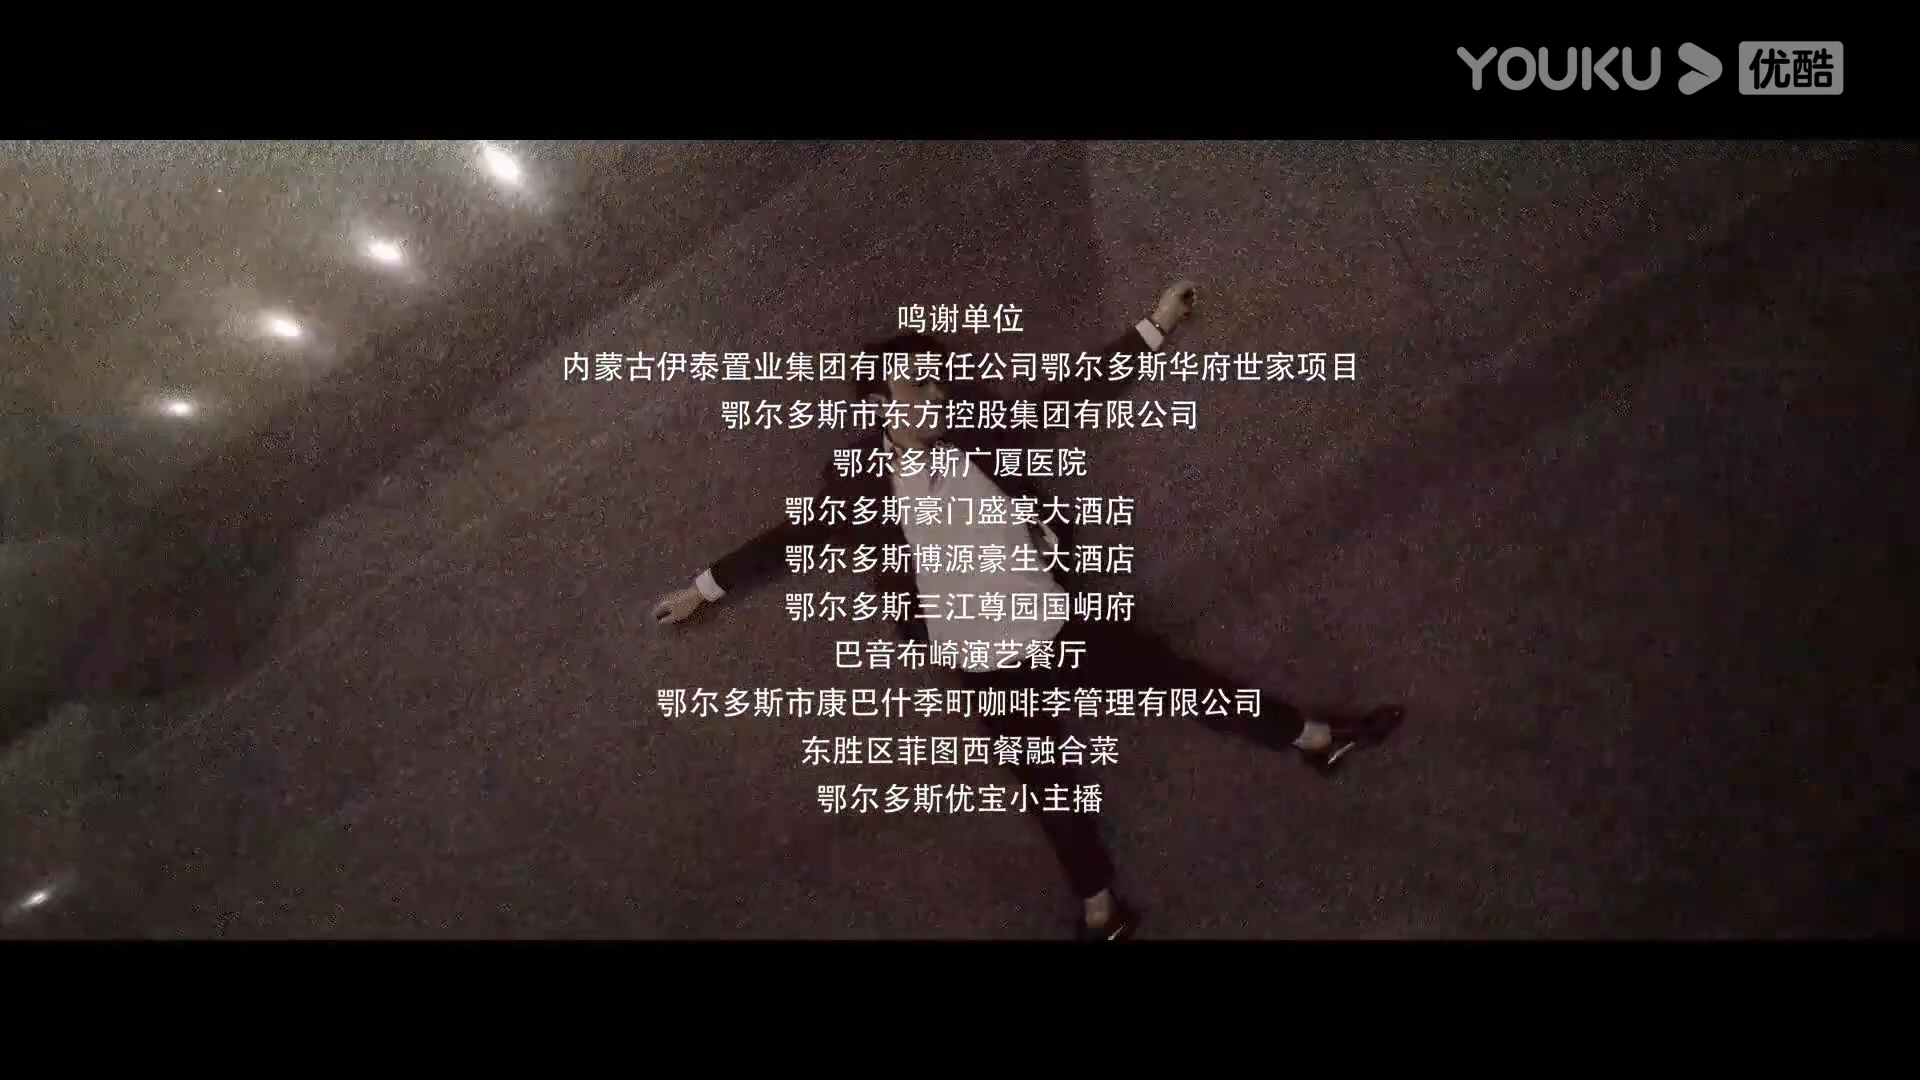 YOUKU 优酷
鸣谢单位
内蒙古伊泰置业集团有限责任公司鄂尔多斯华府世家项目
鄂尔多斯市东方控股集团有限公司
鄂尔多斯广厦医院
鄂尔多斯豪门盛宴大酒店
鄂尔多斯博源豪生大酒店
鄂尔多斯三江尊园国岄府
巴音布崎演艺餐厅
鄂尔多斯市康巴什季町咖啡李管理有限公司
东胜区菲图西餐融合菜
鄂尔多斯优宝小主播